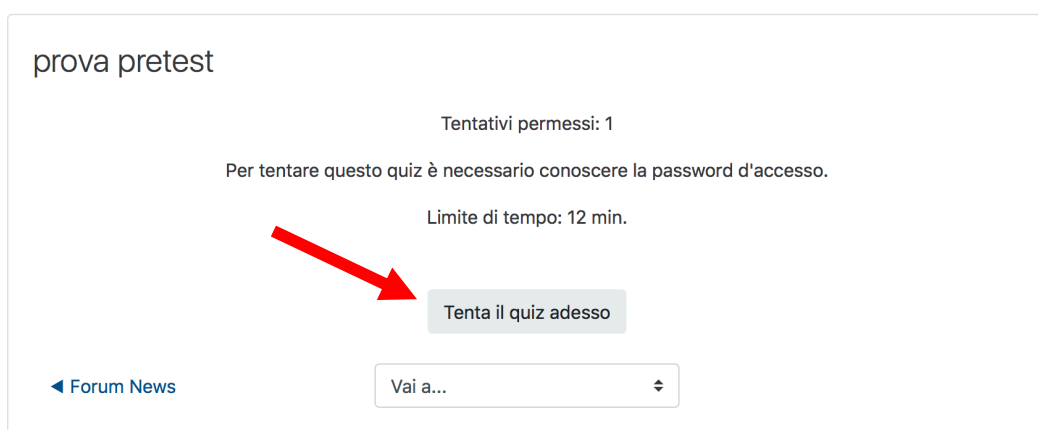 prova pretest
Tentativi permessi: 1
Per tentare questo quiz è necessario conoscere la password d'accesso.
Limite di tempo: 12 min.
Tenta il quiz adesso
◀ Forum News
Vai a...